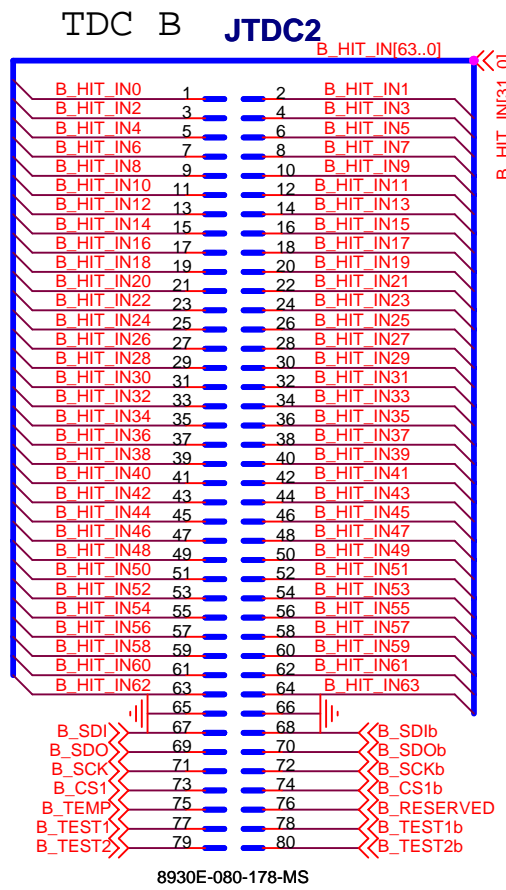 TDC B JTDC2
B_HIT_IN[63..0]
B_HIT_IN[31..0]
B_HIT_IN0 1 2 B_HIT_IN1
B_HIT_IN2 3 4 B_HIT_IN3
B_HIT_IN4 5 6 B_HIT_IN5
B_HIT_IN6 7 8 B_HIT_IN7
B_HIT_IN8 9 10 B_HIT_IN9
B_HIT_IN10 11 12 B_HIT_IN11
B_HIT_IN12 13 14 B_HIT_IN13
B_HIT_IN14 15 16 B_HIT_IN15
B_HIT_IN16 17 18 B_HIT_IN17
B_HIT_IN18 19 20 B_HIT_IN19
B_HIT_IN20 21 22 B_HIT_IN21
B_HIT_IN22 23 24 B_HIT_IN23
B_HIT_IN24 25 26 B_HIT_IN25
B_HIT_IN26 27 28 B_HIT_IN27
B_HIT_IN28 29 30 B_HIT_IN29
B_HIT_IN30 31 32 B_HIT_IN31
B_HIT_IN32 33 34 B_HIT_IN33
B_HIT_IN34 35 36 B_HIT_IN35
B_HIT_IN36 37 38 B_HIT_IN37
B_HIT_IN38 39 40 B_HIT_IN39
B_HIT_IN40 41 42 B_HIT_IN41
B_HIT_IN42 43 44 B_HIT_IN43
B_HIT_IN44 45 46 B_HIT_IN45
B_HIT_IN46 47 48 B_HIT_IN47
B_HIT_IN48 49 50 B_HIT_IN49
B_HIT_IN50 51 52 B_HIT_IN51
B_HIT_IN52 53 54 B_HIT_IN53
B_HIT_IN54 55 56 B_HIT_IN55
B_HIT_IN56 57 58 B_HIT_IN57
B_HIT_IN58 59 60 B_HIT_IN59
B_HIT_IN60 61 62 B_HIT_IN61
B_HIT_IN62 63 64 B_HIT_IN63
65 66
B_SDI 67 68 B_SDIb
B_SDO 69 70 B_SDOb
B_SCK 71 72 B_SCKb
B_CS1 73 74 B_CS1b
B_TEMP 75 76 B_RESERVED
B_TEST1 77 78 B_TEST1b
B_TEST2 79 80 B_TEST2b
8930E-080-178-MS